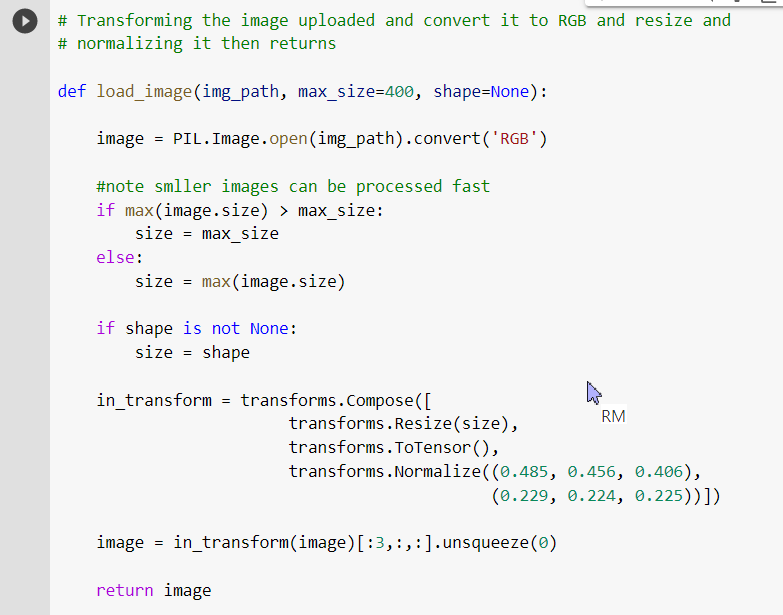 # Transforming the image uploaded and convert it to RGB and resize and
# normalizing it then returns
def load_image(img_path, max_size=400, shape=None):
image = PIL.Image.open(img_path).convert('RGB')
#note smller images can be processed fast
if max(image.size) > max_size:
size = max_size
else:
size = max(image.size)
if shape is not None:
size = shape
in_transform = transforms.Compose([
transforms.Resize(size),
RM
transforms.ToTensor(),
transforms.Normalize((0.485, 0.456, 0.406),
(0.229, 0.224, 0.225))])
image = in_transform(image)[:3,:,:].unsqueeze(0)
return image